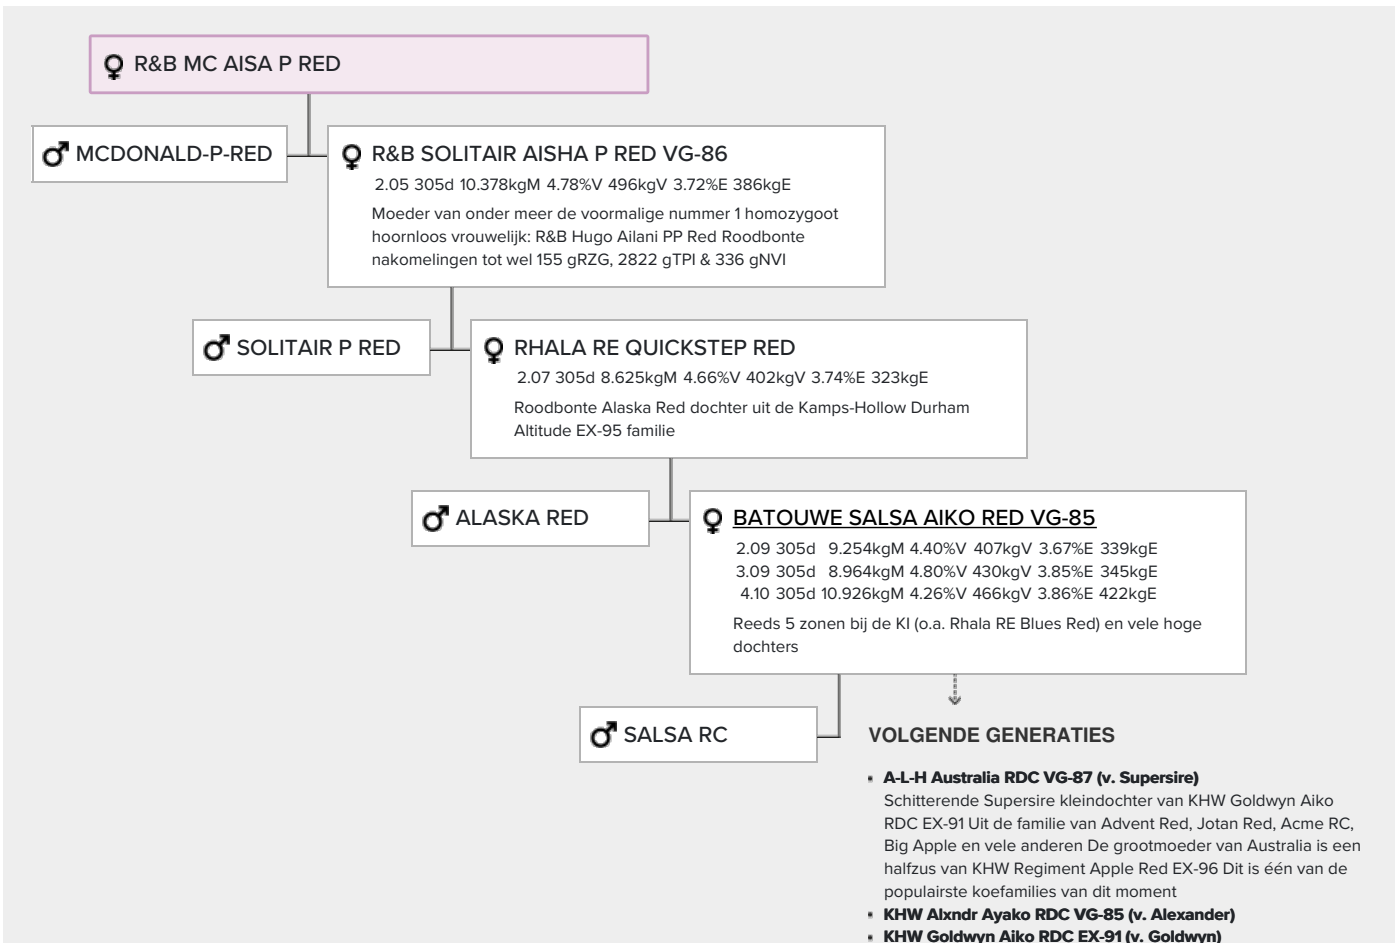 R&B MC AISA P RED
MCDONALD-P-RED
R&B SOLITAIR AISHA P RED VG-86
2.05 305d 10.378kgM 4.78%V 496kgV 3.72%E 386kgE
Moeder van onder meer de voormalige nummer 1 homozygoot
hoornloos vrouwelijk: R&B Hugo Ailani PP Red Roodbonte
nakomelingen tot wel 155 gRZG, 2822 gTPI & 336 gNVI
SOLITAIR P RED
RHALA RE QUICKSTEP RED
2.07 305d 8.625kgM 4.66%V 402kgV 3.74%E 323kgE
Roodbonte Alaska Red dochter uit de Kamps-Hollow Durham
Altitude EX-95 familie
ALASKA RED
BATOUWE SALSA AIKO RED VG-85
2.09 305d 9.254kgM 4.40%V 407kgV 3.67%E 339kgE
3.09 305d 8.964kgM 4.80%V 430kgV 3.85%E 345kgE
4.10 305d 10.926kgM 4.26%V 466kgV 3.86%E 422kgE
Reeds 5 zonen bij de KI (o.a. Rhala RE Blues Red) en vele hoge
dochters
SALSA RC
VOLGENDE GENERATIES
▪ A-L-H Australia RDC VG-87 (v. Supersire)
Schitterende Supersire kleindochter van KHW Goldwyn Aiko
RDC EX-91 Uit de familie van Advent Red, Jotan Red, Acme RC,
Big Apple en vele anderen De grootmoeder van Australia is een
halfzus van KHW Regiment Apple Red EX-96 Dit is één van de
populairste koefamilies van dit moment
▪ KHW Alxndr Ayako RDC VG-85 (v. Alexander)
▪ KHW Goldwyn Aiko RDC EX-91 (v. Goldwyn)